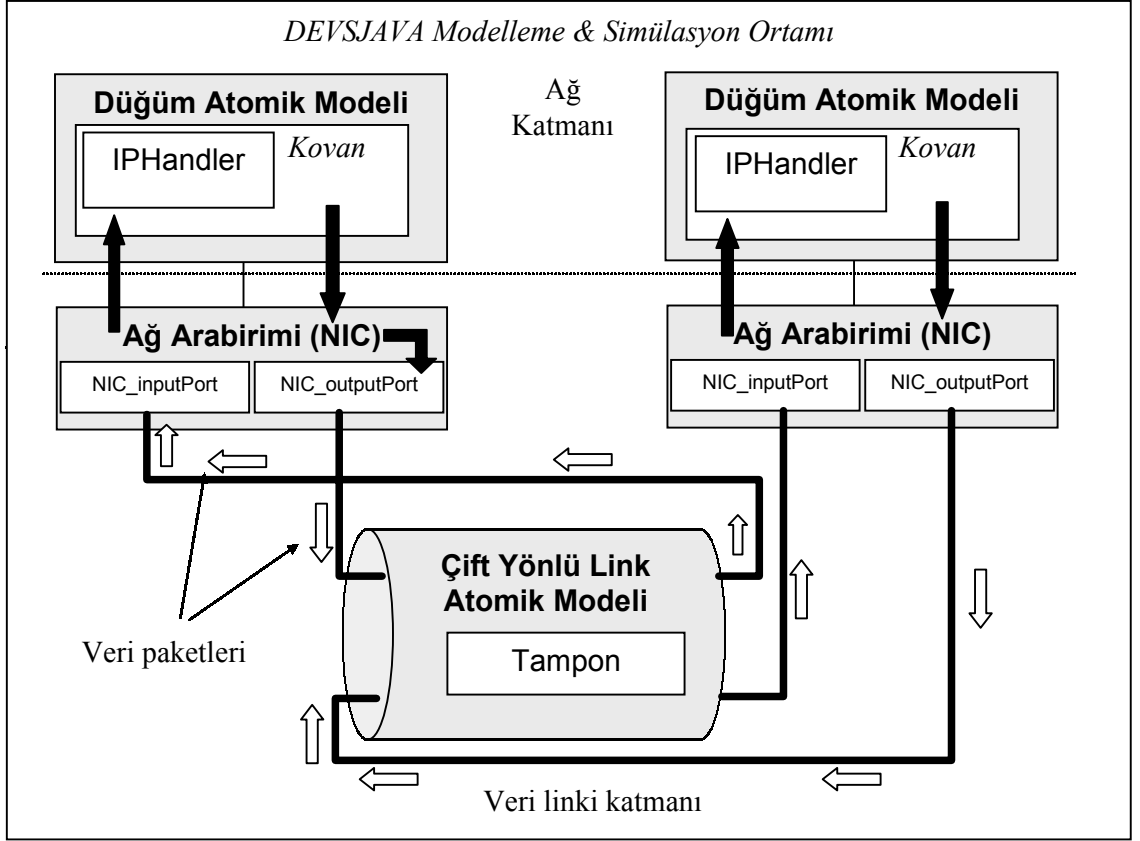 DEVSJAVA Modelleme & Simülasyon Ortamı
Düğüm Atomik Modeli
IPHandler
Kovan
Ağ
Katmanı
Düğüm Atomik Modeli
IPHandler
Kovan
Ağ Arabirimi (NIC)
NIC_inputPort
NIC_outputPort
Ağ Arabirimi (NIC)
NIC_inputPort
NIC_outputPort
Çift Yönlü Link
Atomik Modeli
Tampon
Veri paketleri
Veri linki katmanı